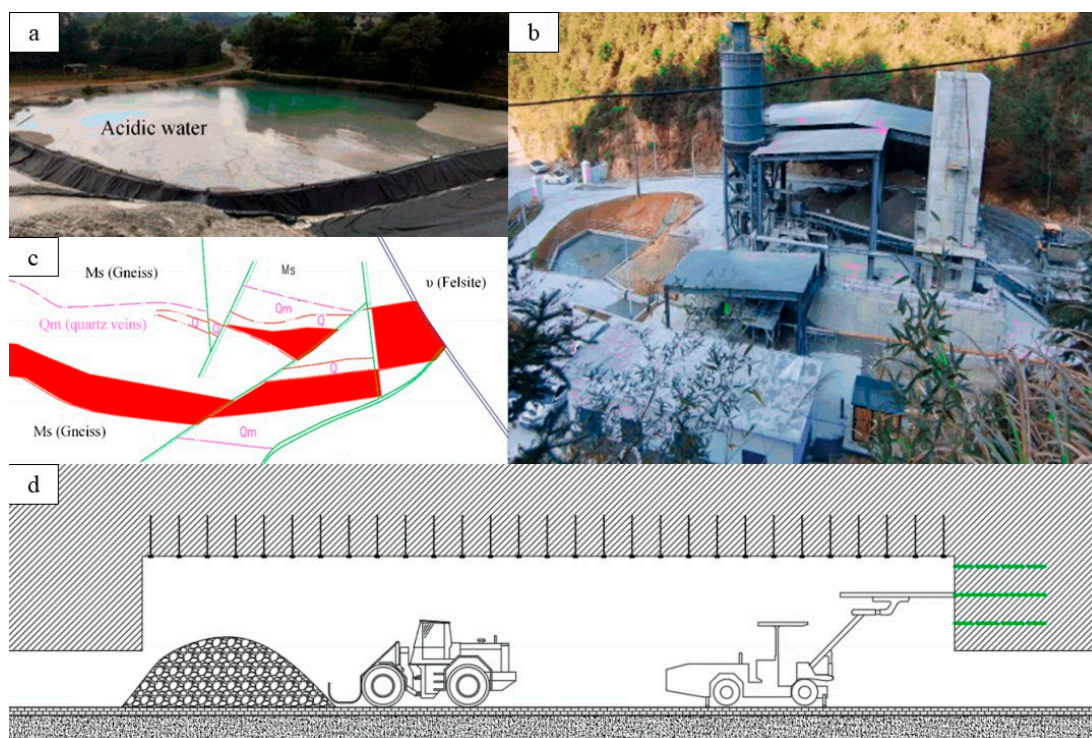 a
Acidic water
b
c
Ms (Gneiss)
Ms
υ (Felsite)
Qm
Qm (quartz veins)
Q
Q
Q
Ms (Gneiss)
Qm
d